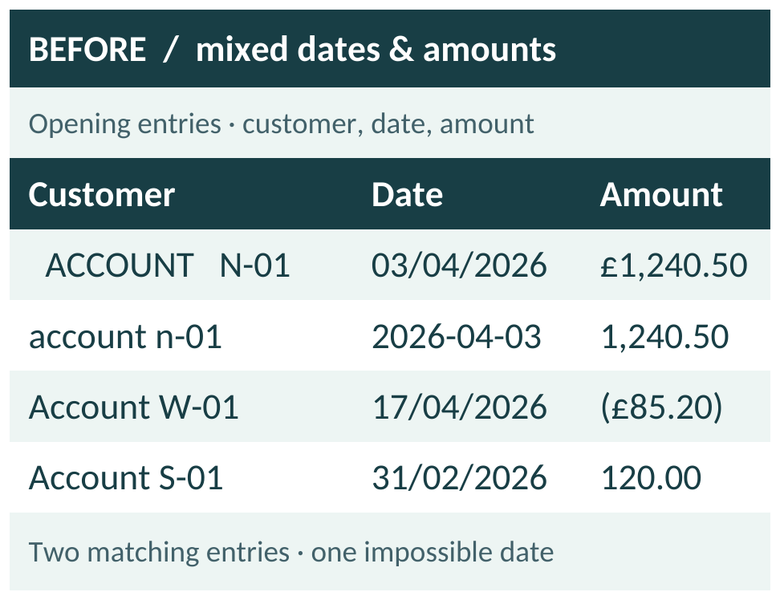 BEFORE / mixed dates & amounts
Opening entries · customer, date, amount
Customer Date Amount
ACCOUNT N-01 03/04/2026 £1,240.50
account n-01 2026-04-03 1,240.50
Account W-01 17/04/2026 (£85.20)
Account S-01 31/02/2026 120.00
Two matching entries · one impossible date